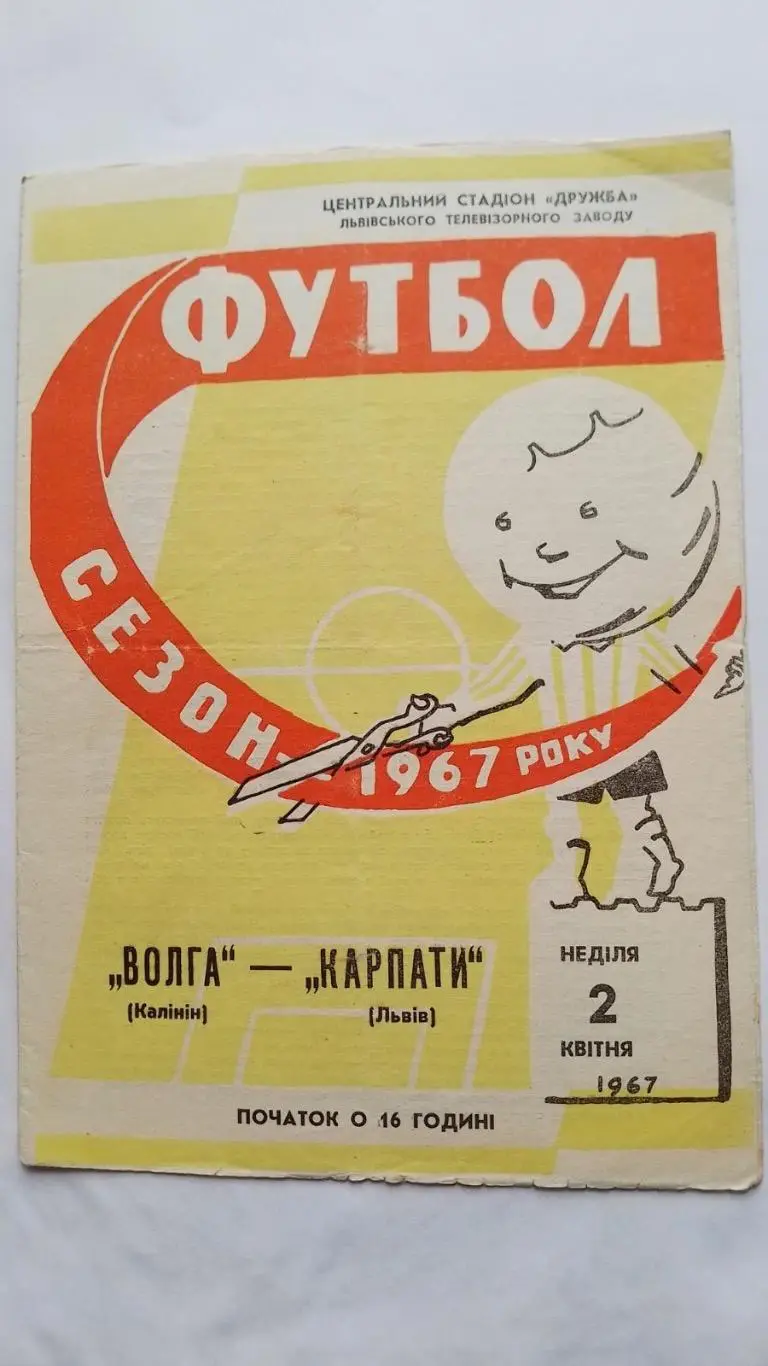 ЦЕНТРАЛЬНИЙ СТАДІОН «ДРУЖБА»
ЛЬВІВСЬКОГО ТЕЛЕВІЗОРНОГО ЗАВОДУ
ФУТБОЛ
СЕЗОН—1967 РОКУ
„ВОЛГА“ — „КАРПАТИ“
(Калінін) (Львів)
НЕДІЛЯ
2
КВІТНЯ
1967
ПОЧАТОК О 16 ГОДИНІ